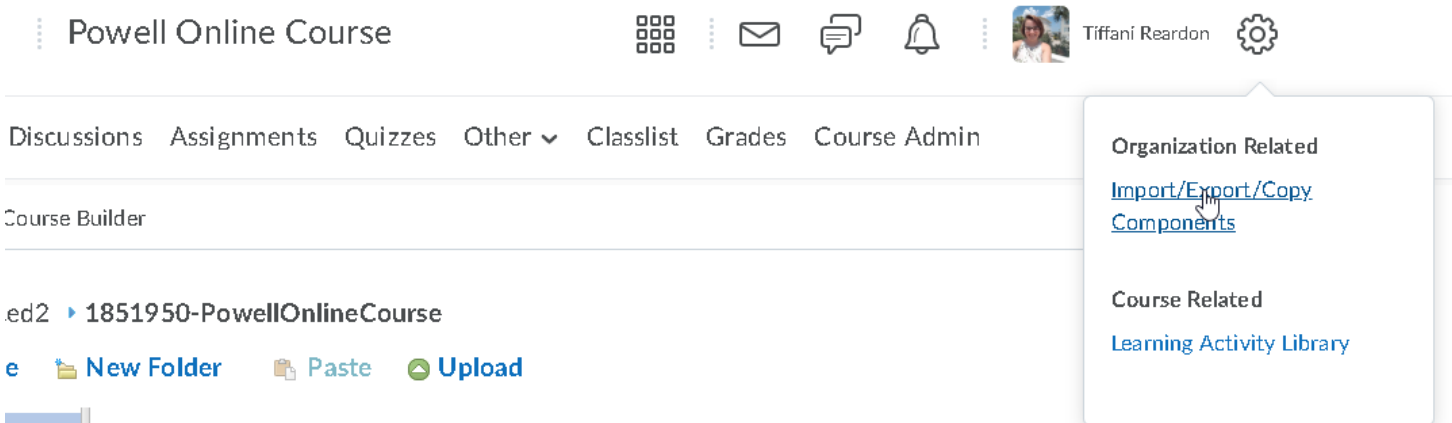 Powell Online Course
Tiffani Reardon
Discussions Assignments Quizzes Other Classlist Grades Course Admin
Organization Related
Import/Export/Copy
Components
Course Builder
Course Related
Learning Activity Library
ed2 1851950-PowellOnlineCourse
e New Folder Paste Upload